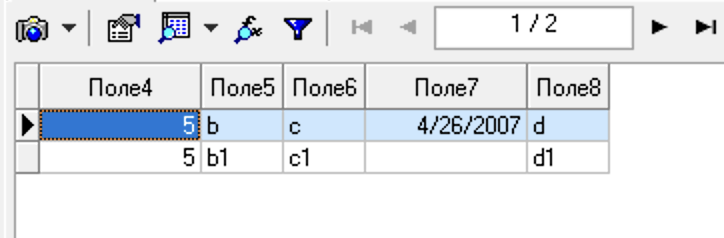 1 / 2
Поле4 Поле5 Поле6 Поле7 Поле8
5 b c 4/26/2007 d
5 b1 c1 d1